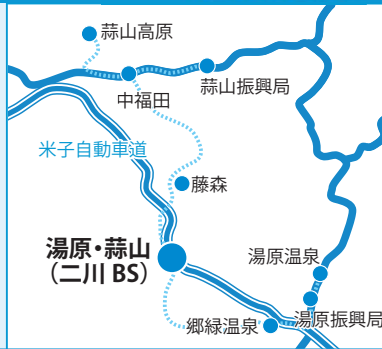 蒜山高原
中福田
蒜山振興局
米子自動車道
藤森
湯原・蒜山
（二川 BS）
湯原温泉
湯原振興局
郷緑温泉